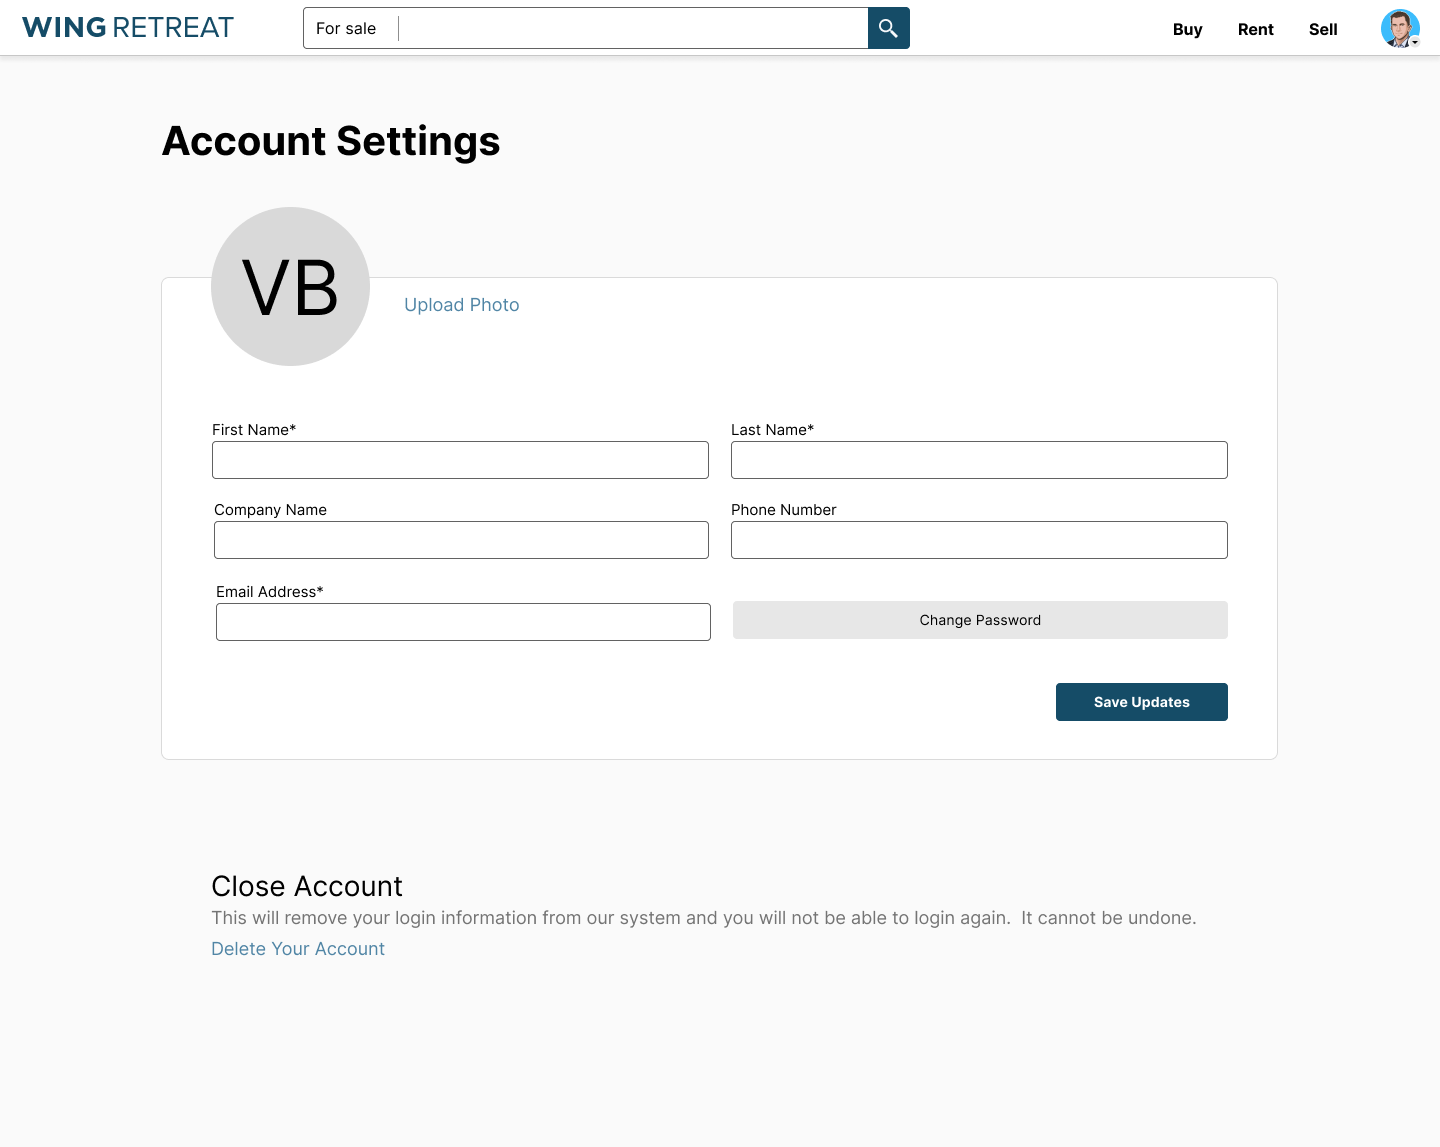 WING RETREAT
For sale
Buy Rent Sell
Account Settings
VB
Upload Photo
First Name*
Last Name*
Company Name
Phone Number
Email Address*
Change Password
Save Updates
Close Account
This will remove your login information from our system and you will not be able to login again.  It cannot be undone.
Delete Your Account